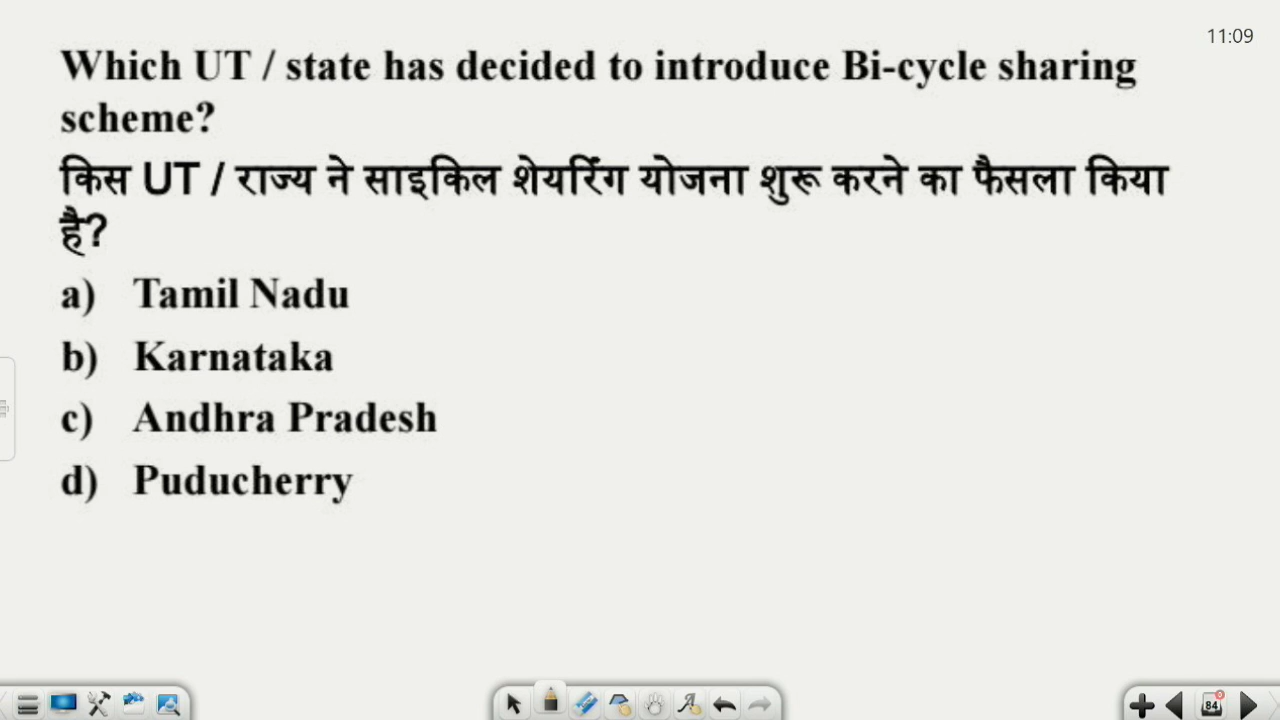 11:09
Which UT / state has decided to introduce Bi-cycle sharing
scheme?
किस UT / राज्य ने साइकिल शेयरिंग योजना शुरू करने का फैसला किया
है?
a) Tamil Nadu
b) Karnataka
c) Andhra Pradesh
d) Puducherry
84